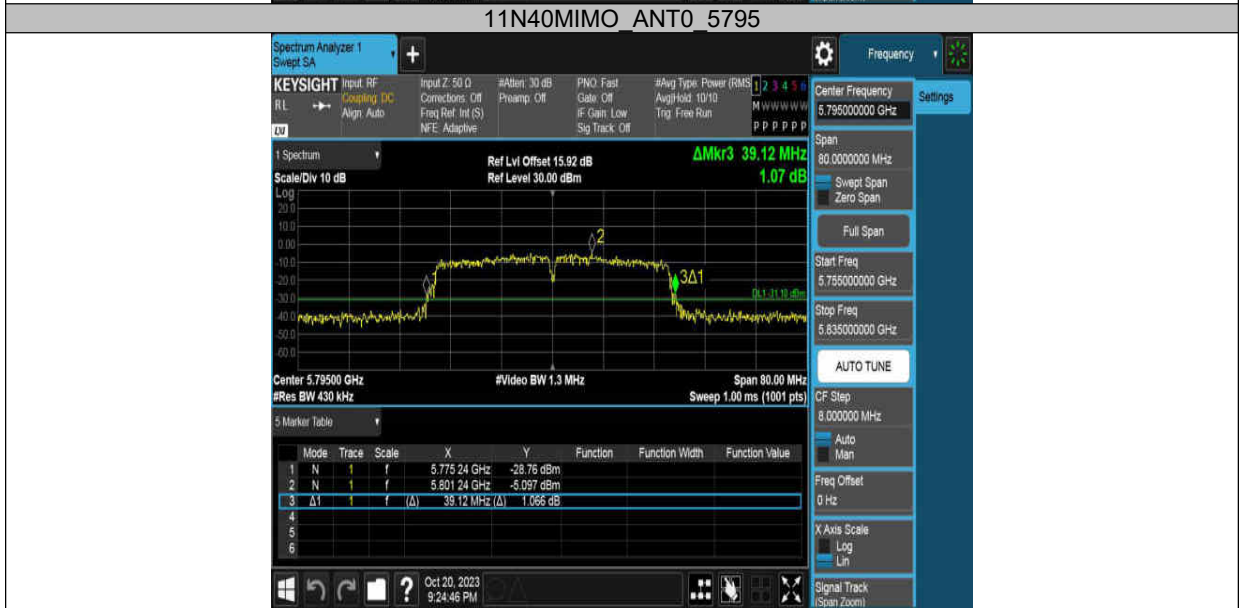 11N40MIMO_ANT0_5795
Spectrum Analyzer 1
Swept SA
+
Frequency
KEYSIGHT Input: RF Input Z: 50 Ω #Atten: 30 dB PNO: Fast #Avg Type: Power (RMS 1 2 3 4 5 6
RL Coupling: DC Corrections: Off Preamp: Off Gate: Off Avg|Hold: 10/10 M W W W W W
Align: Auto Freq Ref: Int (S) IF Gain: Low Trig: Free Run
LXI NFE: Adaptive Sig Track: Off P P P P P P
Center Frequency
5.795000000 GHz
Settings
Span
80.0000000 MHz
Swept Span
Zero Span
Full Span
Start Freq
5.755000000 GHz
Stop Freq
5.835000000 GHz
AUTO TUNE
CF Step
8.000000 MHz
Auto
Man
Freq Offset
0 Hz
X Axis Scale
Log
Lin
Signal Track
(Span Zoom)
1 Spectrum
Scale/Div 10 dB
Ref Lvl Offset 15.92 dB
Ref Level 30.00 dBm
ΔMkr3 39.12 MHz
1.07 dB
Log
20.0
10.0
0.00
-10.0
-20.0
-30.0
-40.0
-50.0
-60.0
1
2
3Δ1
DL1 -31.10 dBm
Center 5.79500 GHz #Video BW 1.3 MHz Span 80.00 MHz
#Res BW 430 kHz Sweep 1.00 ms (1001 pts)
5 Marker Table
Mode Trace Scale X Y Function Function Width Function Value
1 N 1 f 5.775 24 GHz -28.76 dBm
2 N 1 f 5.801 24 GHz -5.097 dBm
3 Δ1 1 f (Δ) 39.12 MHz (Δ) 1.066 dB
4
5
6
? Oct 20, 2023
9:24:46 PM